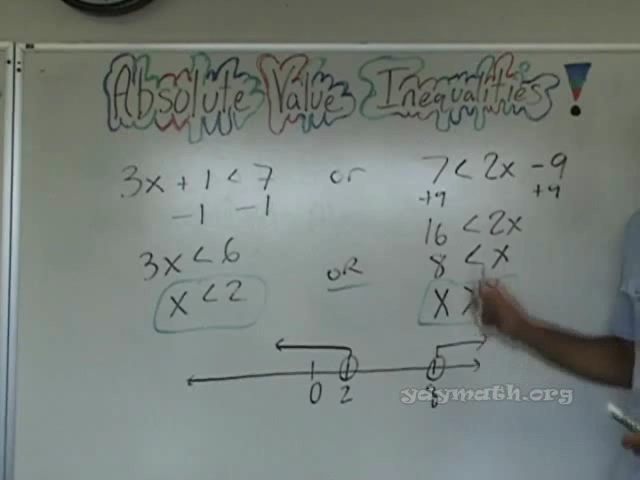 Absolute Value Inequalities!
3x + 1 < 7 or 7 < 2x - 9
-1 -1 +9 +9
16 < 2x
3x < 6 OR 8 < x
x < 2 x >
0 2 8
yaymath.org